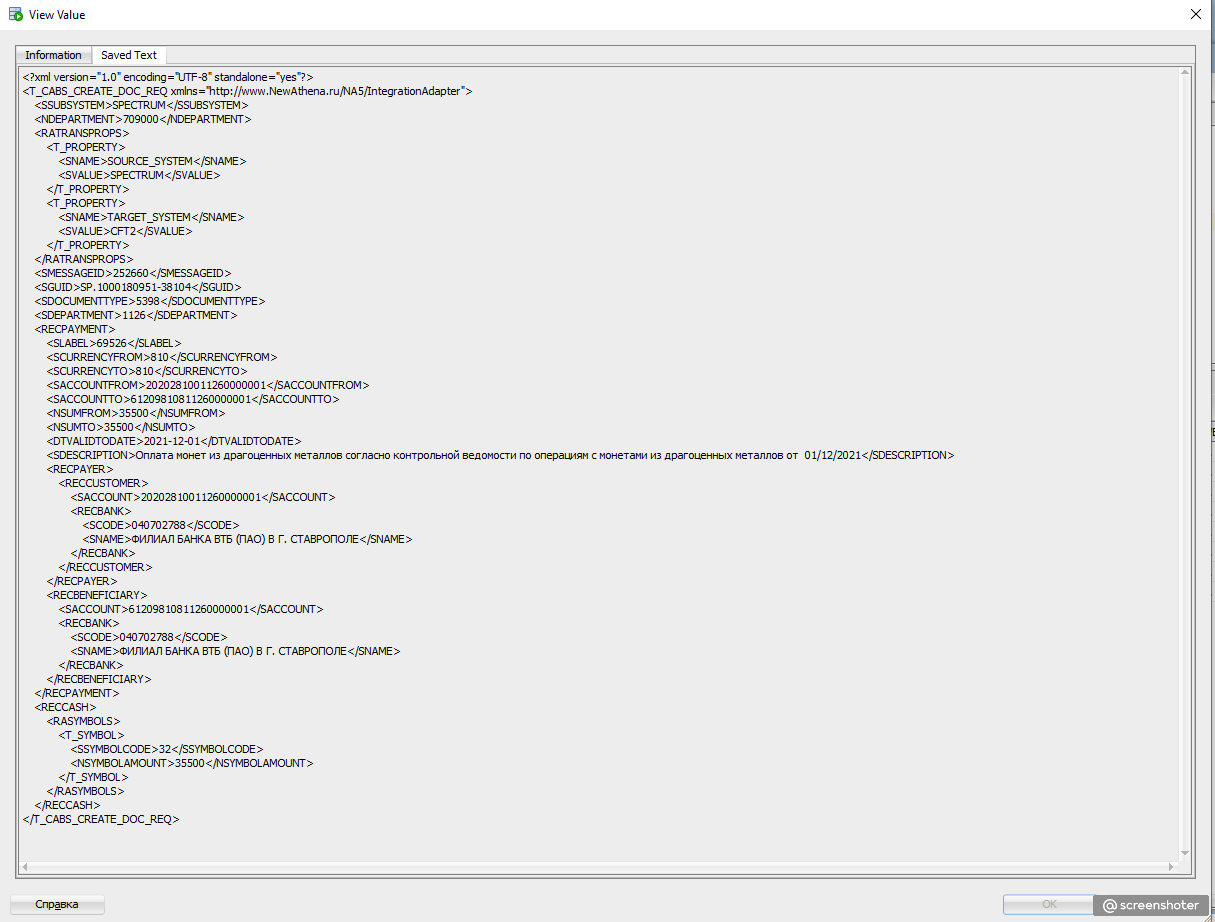 View Value
Information
Saved Text
<?xml version="1.0" encoding="UTF-8" standalone="yes"?>
<T_CABS_CREATE_DOC_REQ xmlns="http://www.NewAthena.ru/NA5/IntegrationAdapter">
<SSUBSYSTEM>SPECTRUM</SSUBSYSTEM>
<NDEPARTMENT>709000</NDEPARTMENT>
<RATRANSPROPS>
<T_PROPERTY>
<SNAME>SOURCE_SYSTEM</SNAME>
<SVALUE>SPECTRUM</SVALUE>
</T_PROPERTY>
<T_PROPERTY>
<SNAME>TARGET_SYSTEM</SNAME>
<SVALUE>CFT2</SVALUE>
</T_PROPERTY>
</RATRANSPROPS>
<SMESSAGEID>252660</SMESSAGEID>
<SGUID>SP.1000180951-38104</SGUID>
<SDOCUMENTTYPE>5398</SDOCUMENTTYPE>
<SDEPARTMENT>1126</SDEPARTMENT>
<RECPAYMENT>
<SLABEL>69526</SLABEL>
<SCURRENCYFROM>810</SCURRENCYFROM>
<SCURRENCYTO>810</SCURRENCYTO>
<SACCOUNTFROM>20202810011260000001</SACCOUNTFROM>
<SACCOUNTTO>61209810811260000001</SACCOUNTTO>
<NSUMFROM>35500</NSUMFROM>
<NSUMTO>35500</NSUMTO>
<DTVALIDTODATE>2021-12-01</DTVALIDTODATE>
<SDESCRIPTION>Оплата монет из драгоценных металлов согласно контрольной ведомости по операциям с монетами из драгоценных металлов от  01/12/2021</SDESCRIPTION>
<RECPAYER>
<RECCUSTOMER>
<SACCOUNT>20202810011260000001</SACCOUNT>
<RECBANK>
<SCODE>040702788</SCODE>
<SNAME>ФИЛИАЛ БАНКА ВТБ (ПАО) В Г. СТАВРОПОЛЕ</SNAME>
</RECBANK>
</RECCUSTOMER>
</RECPAYER>
<RECBENEFICIARY>
<SACCOUNT>61209810811260000001</SACCOUNT>
<RECBANK>
<SCODE>040702788</SCODE>
<SNAME>ФИЛИАЛ БАНКА ВТБ (ПАО) В Г. СТАВРОПОЛЕ</SNAME>
</RECBANK>
</RECBENEFICIARY>
</RECPAYMENT>
<RECCASH>
<RASYMBOLS>
<T_SYMBOL>
<SSYMBOLCODE>32</SSYMBOLCODE>
<NSYMBOLAMOUNT>35500</NSYMBOLAMOUNT>
</T_SYMBOL>
</RASYMBOLS>
</RECCASH>
</T_CABS_CREATE_DOC_REQ>
Справка
OK
@screenshoter